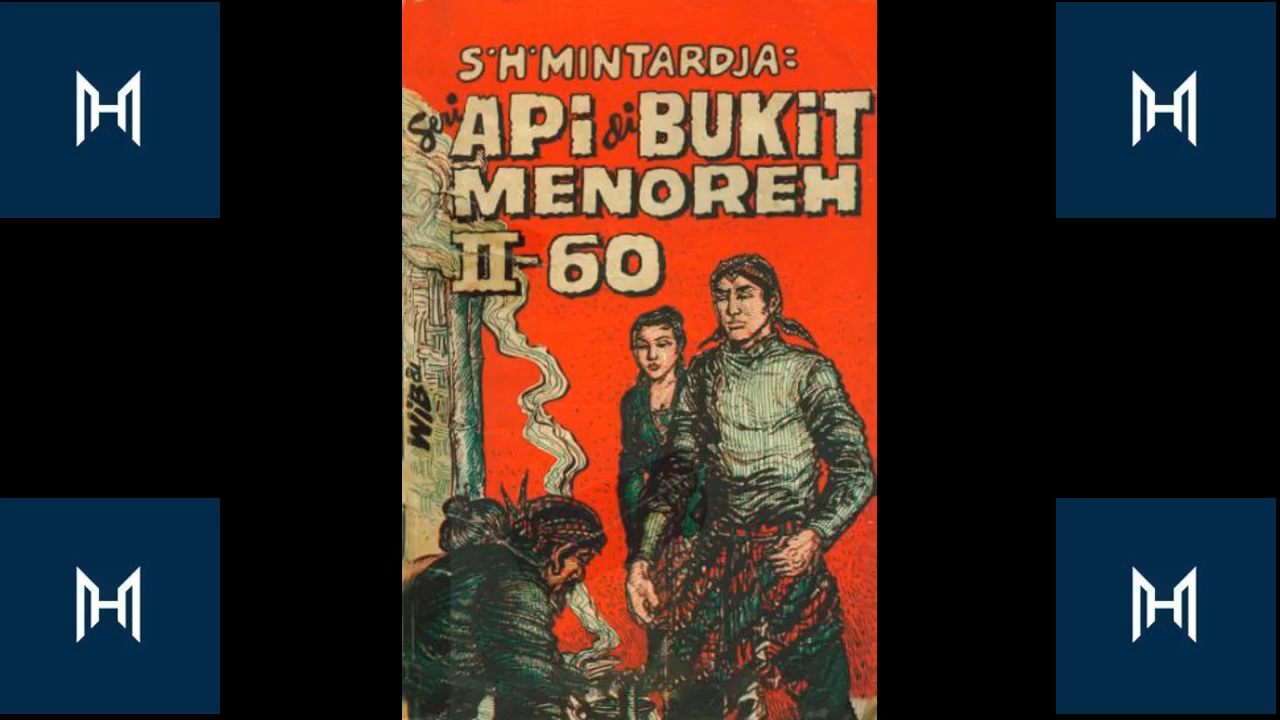 S·H·MINTARDJA:
Seri APi di BUKiT
MENOREH
II-60
WIBA